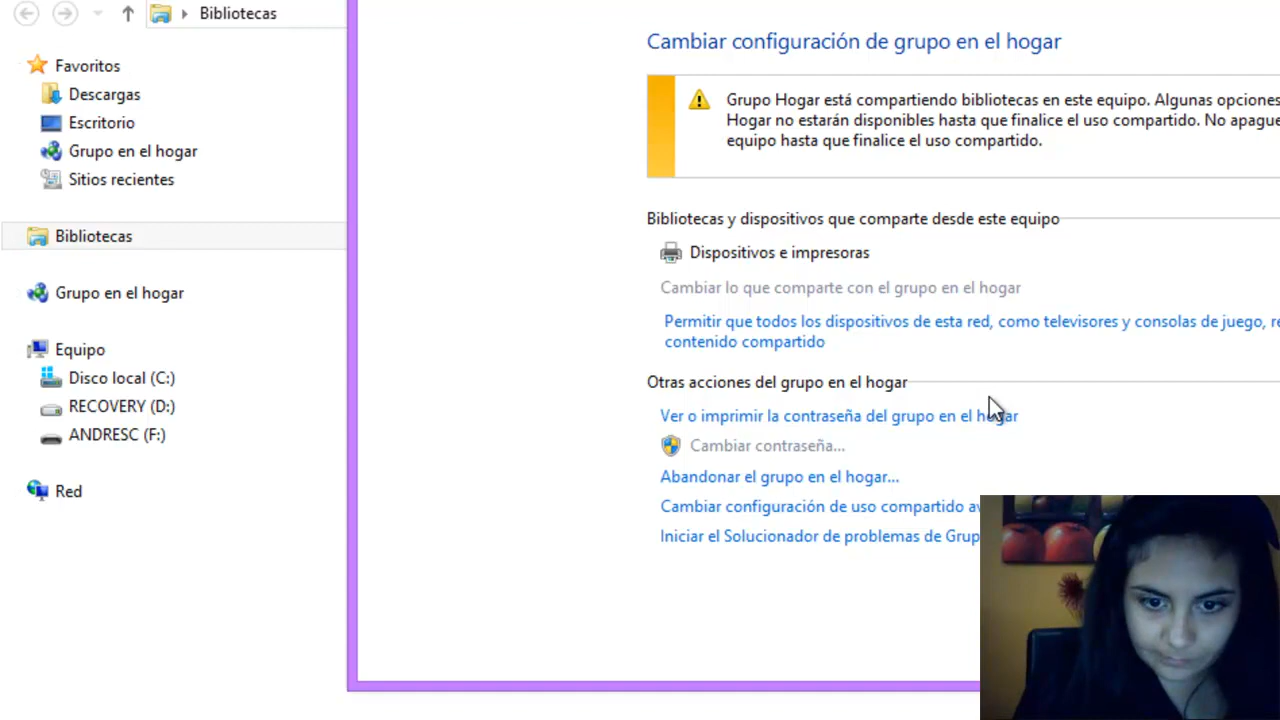 Bibliotecas
Favoritos
Descargas
Escritorio
Grupo en el hogar
Sitios recientes
Bibliotecas
Grupo en el hogar
Equipo
Disco local (C:)
RECOVERY (D:)
ANDRESC (F:)
Red
Cambiar configuración de grupo en el hogar
Grupo Hogar está compartiendo bibliotecas en este equipo. Algunas opciones
Hogar no estarán disponibles hasta que finalice el uso compartido. No apague
equipo hasta que finalice el uso compartido.
Bibliotecas y dispositivos que comparte desde este equipo
Dispositivos e impresoras
Cambiar lo que comparte con el grupo en el hogar
Permitir que todos los dispositivos de esta red, como televisores y consolas de juego,
contenido compartido
Otras acciones del grupo en el hogar
Ver o imprimir la contraseña del grupo en el hogar
Cambiar contraseña...
Abandonar el grupo en el hogar...
Cambiar configuración de uso compartido
Iniciar el Solucionador de problemas de